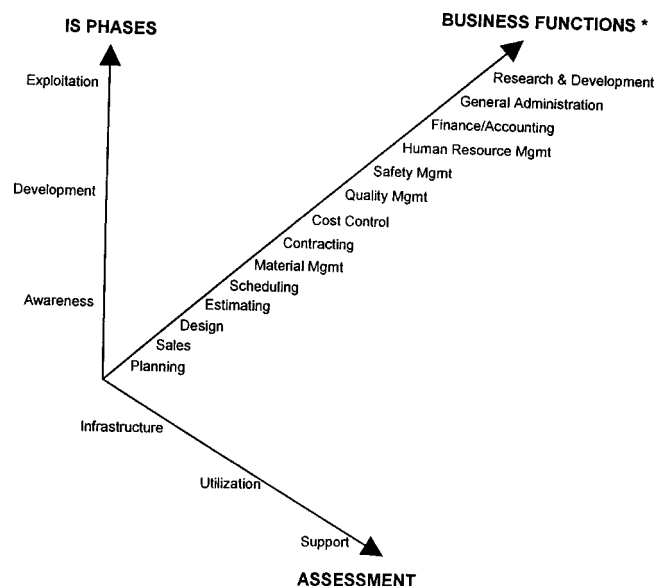 IS PHASES
BUSINESS FUNCTIONS *
Exploitation
Development
Awareness
Research & Development
General Administration
Finance/Accounting
Human Resource Mgmt
Safety Mgmt
Quality Mgmt
Cost Control
Contracting
Material Mgmt
Scheduling
Estimating
Design
Sales
Planning
Infrastructure
Utilization
Support
ASSESSMENT